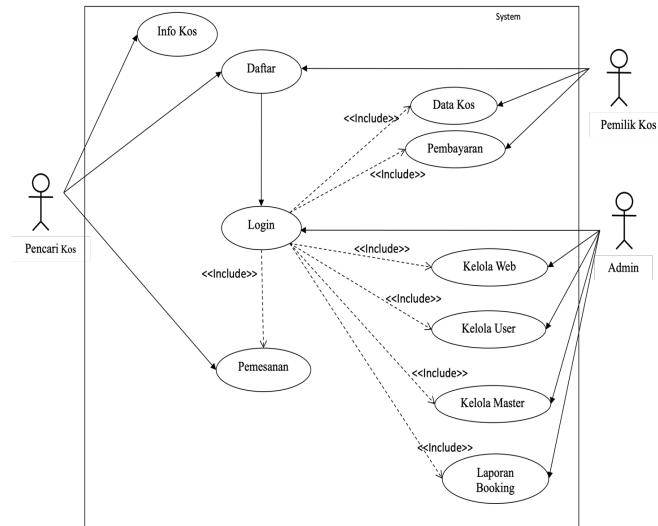 System
Info Kos
Daftar
Pemilik Kos
Data Kos
<<Include>>
Pembayaran
<<Include>>
Pencari Kos
Login
Admin
<<Include>>
Kelola Web
<<Include>>
<<Include>>
Kelola User
Pemesanan
<<Include>>
Kelola Master
<<Include>>
Laporan
Booking